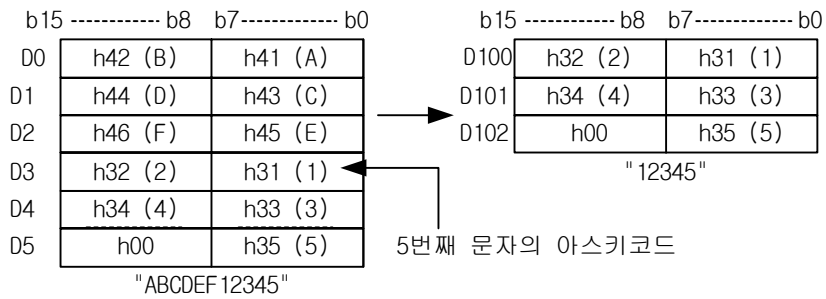 b15 ------------ b8 b7------------- b0 b15 ------------ b8 b7------------- b0
D0 h42 (B) h41 (A) D100 h32 (2) h31 (1)
D1 h44 (D) h43 (C) D101 h34 (4) h33 (3)
D2 h46 (F) h45 (E) D102 h00 h35 (5)
D3 h32 (2) h31 (1) "12345"
D4 h34 (4) h33 (3)
D5 h00 h35 (5) 5번째 문자의 아스키코드
"ABCDEF12345"